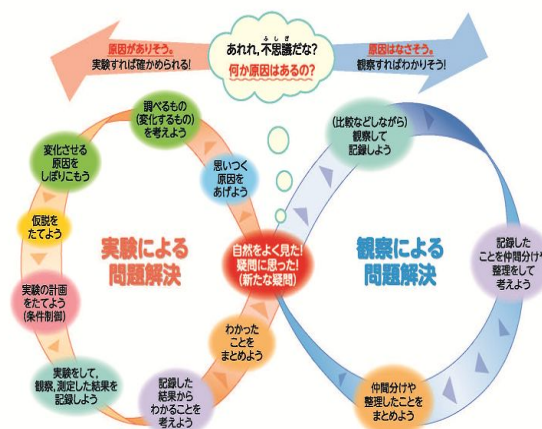 原因がありそう。
実験すれば確かめられる!
ふしぎ
あれれ,不思議だな?
何か原因はあるの?
原因はなさそう。
観察すればわかりそう!
調べるもの
(変化するもの)
を考えよう
変化させる
原因を
しぼりこもう
思いつく
原因を
あげよう
仮説を
たてよう
実験による
問題解決
自然をよく見た!
疑問に思った!
(新たな疑問)
実験の計画
をたてよう
(条件制御)
実験をして,
観察,測定した結果を
記録しよう
記録した
結果から
わかることを
考えよう
わかった
ことを
まとめよう
(比較などしながら)
観察して
記録しよう
観察による
問題解決
記録した
ことを仲間分けや
整理をして
考えよう
仲間分けや
整理したことを
まとめよう